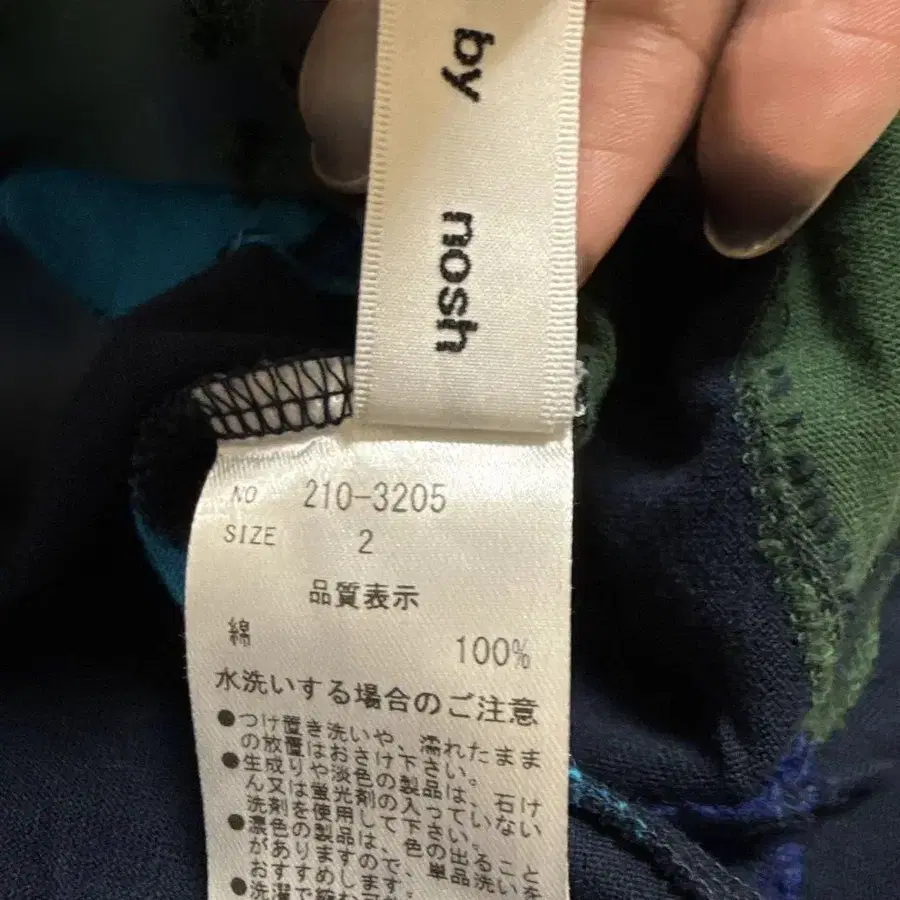 by nosh
NO 210-3205
SIZE 2
品質表示
綿 100%
水洗いする場合のご注意
●つけ置き洗いや、濡れたまま
の放置はおさけ下さい。
●生成りや淡色の製品は、石け
ん又は蛍光剤の入っていない
洗剤を使用して下さい。
●濃色の製品は、色の出ること
がありますので、単品洗いを
おすすめします。